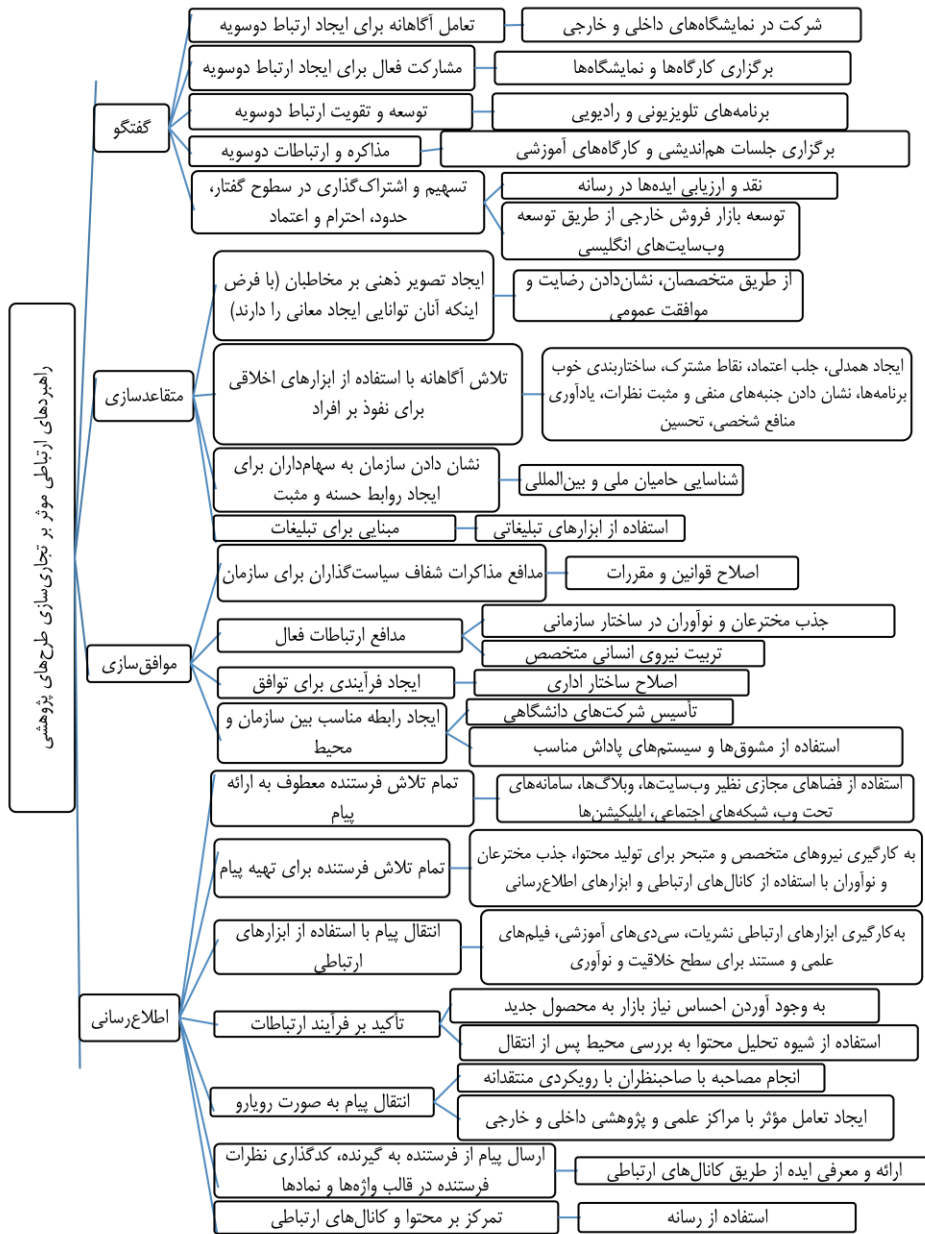 راهبردهای ارتباطی موثر بر تجاری‌سازی طرح‌های پژوهشی
گفتگو
تعامل آگاهانه برای ایجاد ارتباط دوسویه
شرکت در نمایشگاه‌های داخلی و خارجی
مشارکت فعال برای ایجاد ارتباط دوسویه
برگزاری کارگاه‌ها و نمایشگاه‌ها
توسعه و تقویت ارتباط دوسویه
برنامه‌های تلویزیونی و رادیویی
مذاکره و ارتباطات دوسویه
برگزاری جلسات هم‌اندیشی و کارگاه‌های آموزشی
تسهیم و اشتراک‌گذاری در سطوح گفتار،
حدود، احترام و اعتماد
نقد و ارزیابی ایده‌ها در رسانه
توسعه بازار فروش خارجی از طریق توسعه
وب‌سایت‌های انگلیسی
متقاعدسازی
ایجاد تصویر ذهنی بر مخاطبان (با فرض
اینکه آنان توانایی ایجاد معانی را دارند)
از طریق متخصصان، نشان‌دادن رضایت و
موافقت عمومی
تلاش آگاهانه با استفاده از ابزارهای اخلاقی
برای نفوذ بر افراد
ایجاد همدلی، جلب اعتماد، نقاط مشترک، ساختاربندی خوب
برنامه‌ها، نشان دادن جنبه‌های منفی و مثبت نظرات، یادآوری
منافع شخصی، تحسین
نشان دادن سازمان به سهام‌داران برای
ایجاد روابط حسنه و مثبت
شناسایی حامیان ملی و بین‌المللی
مبنایی برای تبلیغات
استفاده از ابزارهای تبلیغاتی
موافق‌سازی
مدافع مذاکرات شفاف سیاست‌گذاران برای سازمان
اصلاح قوانین و مقررات
مدافع ارتباطات فعال
جذب مخترعان و نوآوران در ساختار سازمانی
تربیت نیروی انسانی متخصص
ایجاد فرآیندی برای توافق
اصلاح ساختار اداری
ایجاد رابطه مناسب بین سازمان و
محیط
تأسیس شرکت‌های دانشگاهی
استفاده از مشوق‌ها و سیستم‌های پاداش مناسب
اطلاع‌رسانی
تمام تلاش فرستنده معطوف به ارائه
پیام
استفاده از فضاهای مجازی نظیر وب‌سایت‌ها، وبلاگ‌ها، سامانه‌های
تحت وب، شبکه‌های اجتماعی، اپلیکیشن‌ها
تمام تلاش فرستنده برای تهیه پیام
به کارگیری نیروهای متخصص و متبحر برای تولید محتوا، جذب مخترعان
و نوآوران با استفاده از کانال‌های ارتباطی و ابزارهای اطلاع‌رسانی
انتقال پیام با استفاده از ابزارهای
ارتباطی
به‌کارگیری ابزارهای ارتباطی نشریات، سی‌دی‌های آموزشی، فیلم‌های
علمی و مستند برای سطح خلاقیت و نوآوری
تأکید بر فرآیند ارتباطات
به وجود آوردن احساس نیاز بازار به محصول جدید
استفاده از شیوه تحلیل محتوا به بررسی محیط پس از انتقال
انتقال پیام به صورت رویارو
انجام مصاحبه با صاحبنظران با رویکردی منتقدانه
ایجاد تعامل مؤثر با مراکز علمی و پژوهشی داخلی و خارجی
ارسال پیام از فرستنده به گیرنده، کدگذاری نظرات
فرستنده در قالب واژه‌ها و نمادها
ارائه و معرفی ایده از طریق کانال‌های ارتباطی
تمرکز بر محتوا و کانال‌های ارتباطی
استفاده از رسانه